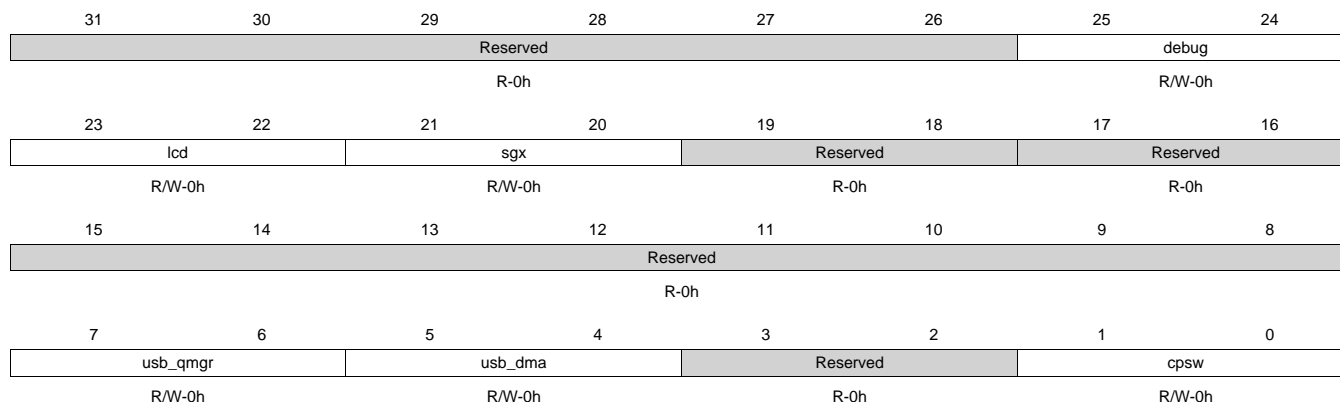 31 30 29 28 27 26 25 24
Reserved debug
R-0h R/W-0h
23 22 21 20 19 18 17 16
lcd sgx Reserved Reserved
R/W-0h R/W-0h R-0h R-0h
15 14 13 12 11 10 9 8
Reserved
R-0h
7 6 5 4 3 2 1 0
usb_qmgr usb_dma Reserved cpsw
R/W-0h R/W-0h R-0h R/W-0h